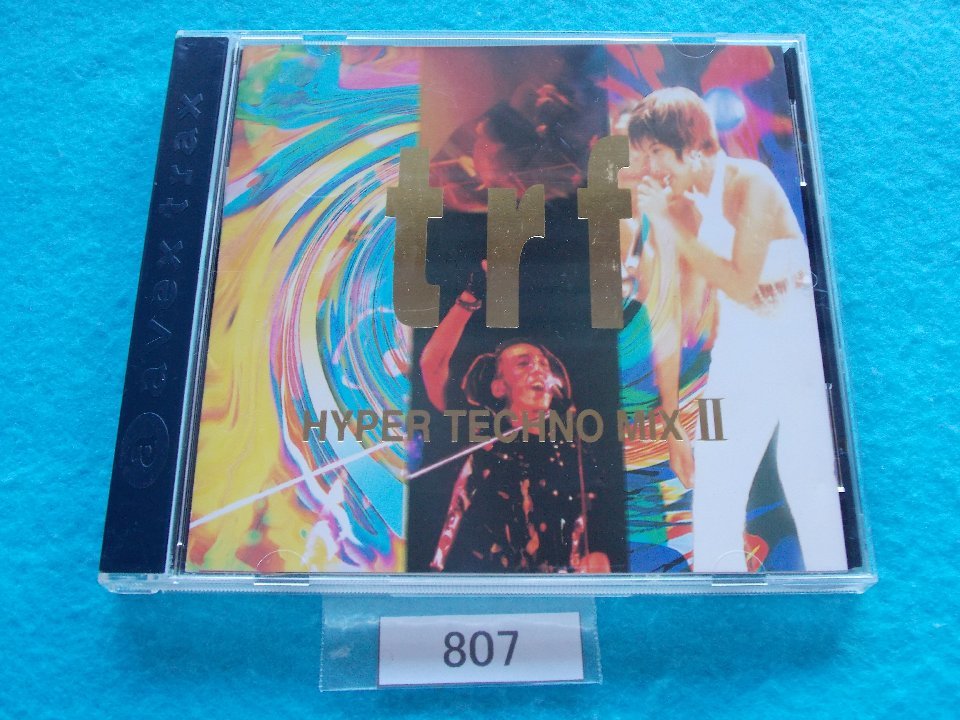 avex trax
a
trf
HYPER TECHNO MIX II
807